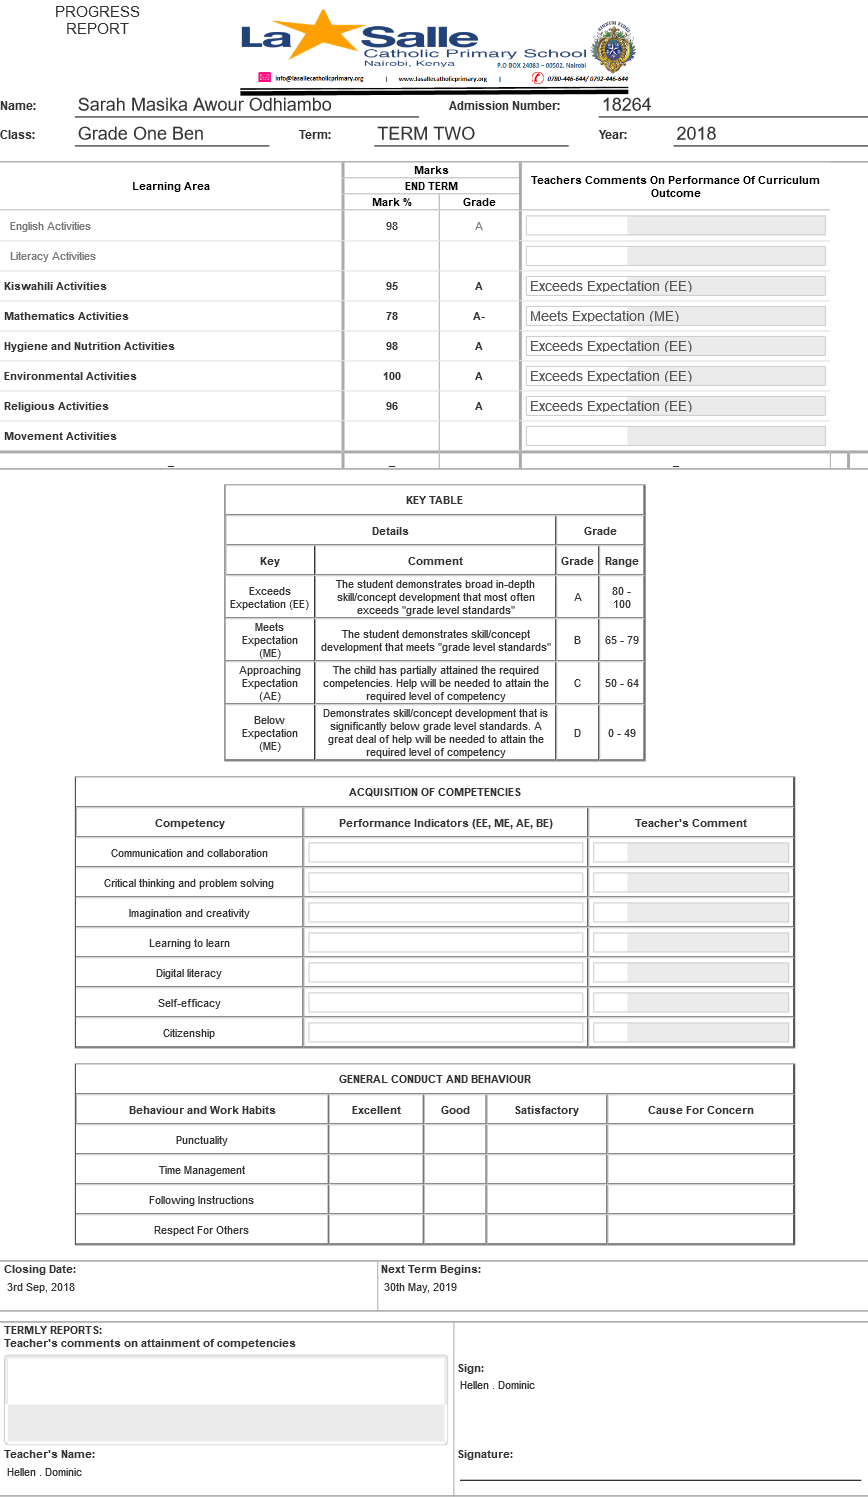 PROGRESS
REPORT
La Salle
Catholic Primary School
Nairobi, Kenya
P.O BOX 24083 – 00502, Nairobi
info@lasallecatholicprimary.org | www.lasallecatholicprimary.org | 0780-446-644/ 0792-446-644
Name: Sarah Masika Awour Odhiambo Admission Number: 18264
Class: Grade One Ben Term: TERM TWO Year: 2018
Learning Area Marks Teachers Comments On Performance Of Curriculum Outcome
END TERM
Mark % Grade
English Activities 98 A
Literacy Activities
Kiswahili Activities 95 A Exceeds Expectation (EE)
Mathematics Activities 78 A- Meets Expectation (ME)
Hygiene and Nutrition Activities 98 A Exceeds Expectation (EE)
Environmental Activities 100 A Exceeds Expectation (EE)
Religious Activities 96 A Exceeds Expectation (EE)
Movement Activities
_ _ _
KEY TABLE
Details Grade
Key Comment Grade Range
Exceeds Expectation (EE) The student demonstrates broad in-depth skill/concept development that most often exceeds "grade level standards" A 80 - 100
Meets Expectation (ME) The student demonstrates skill/concept development that meets "grade level standards" B 65 - 79
Approaching Expectation (AE) The child has partially attained the required competencies. Help will be needed to attain the required level of competency C 50 - 64
Below Expectation (ME) Demonstrates skill/concept development that is significantly below grade level standards. A great deal of help will be needed to attain the required level of competency D 0 - 49
ACQUISITION OF COMPETENCIES
Competency Performance Indicators (EE, ME, AE, BE) Teacher's Comment
Communication and collaboration
Critical thinking and problem solving
Imagination and creativity
Learning to learn
Digital literacy
Self-efficacy
Citizenship
GENERAL CONDUCT AND BEHAVIOUR
Behaviour and Work Habits Excellent Good Satisfactory Cause For Concern
Punctuality
Time Management
Following Instructions
Respect For Others
Closing Date: Next Term Begins:
3rd Sep, 2018 30th May, 2019
TERMLY REPORTS:
Teacher's comments on attainment of competencies
Sign:
Hellen . Dominic
Teacher's Name: Signature:
Hellen . Dominic